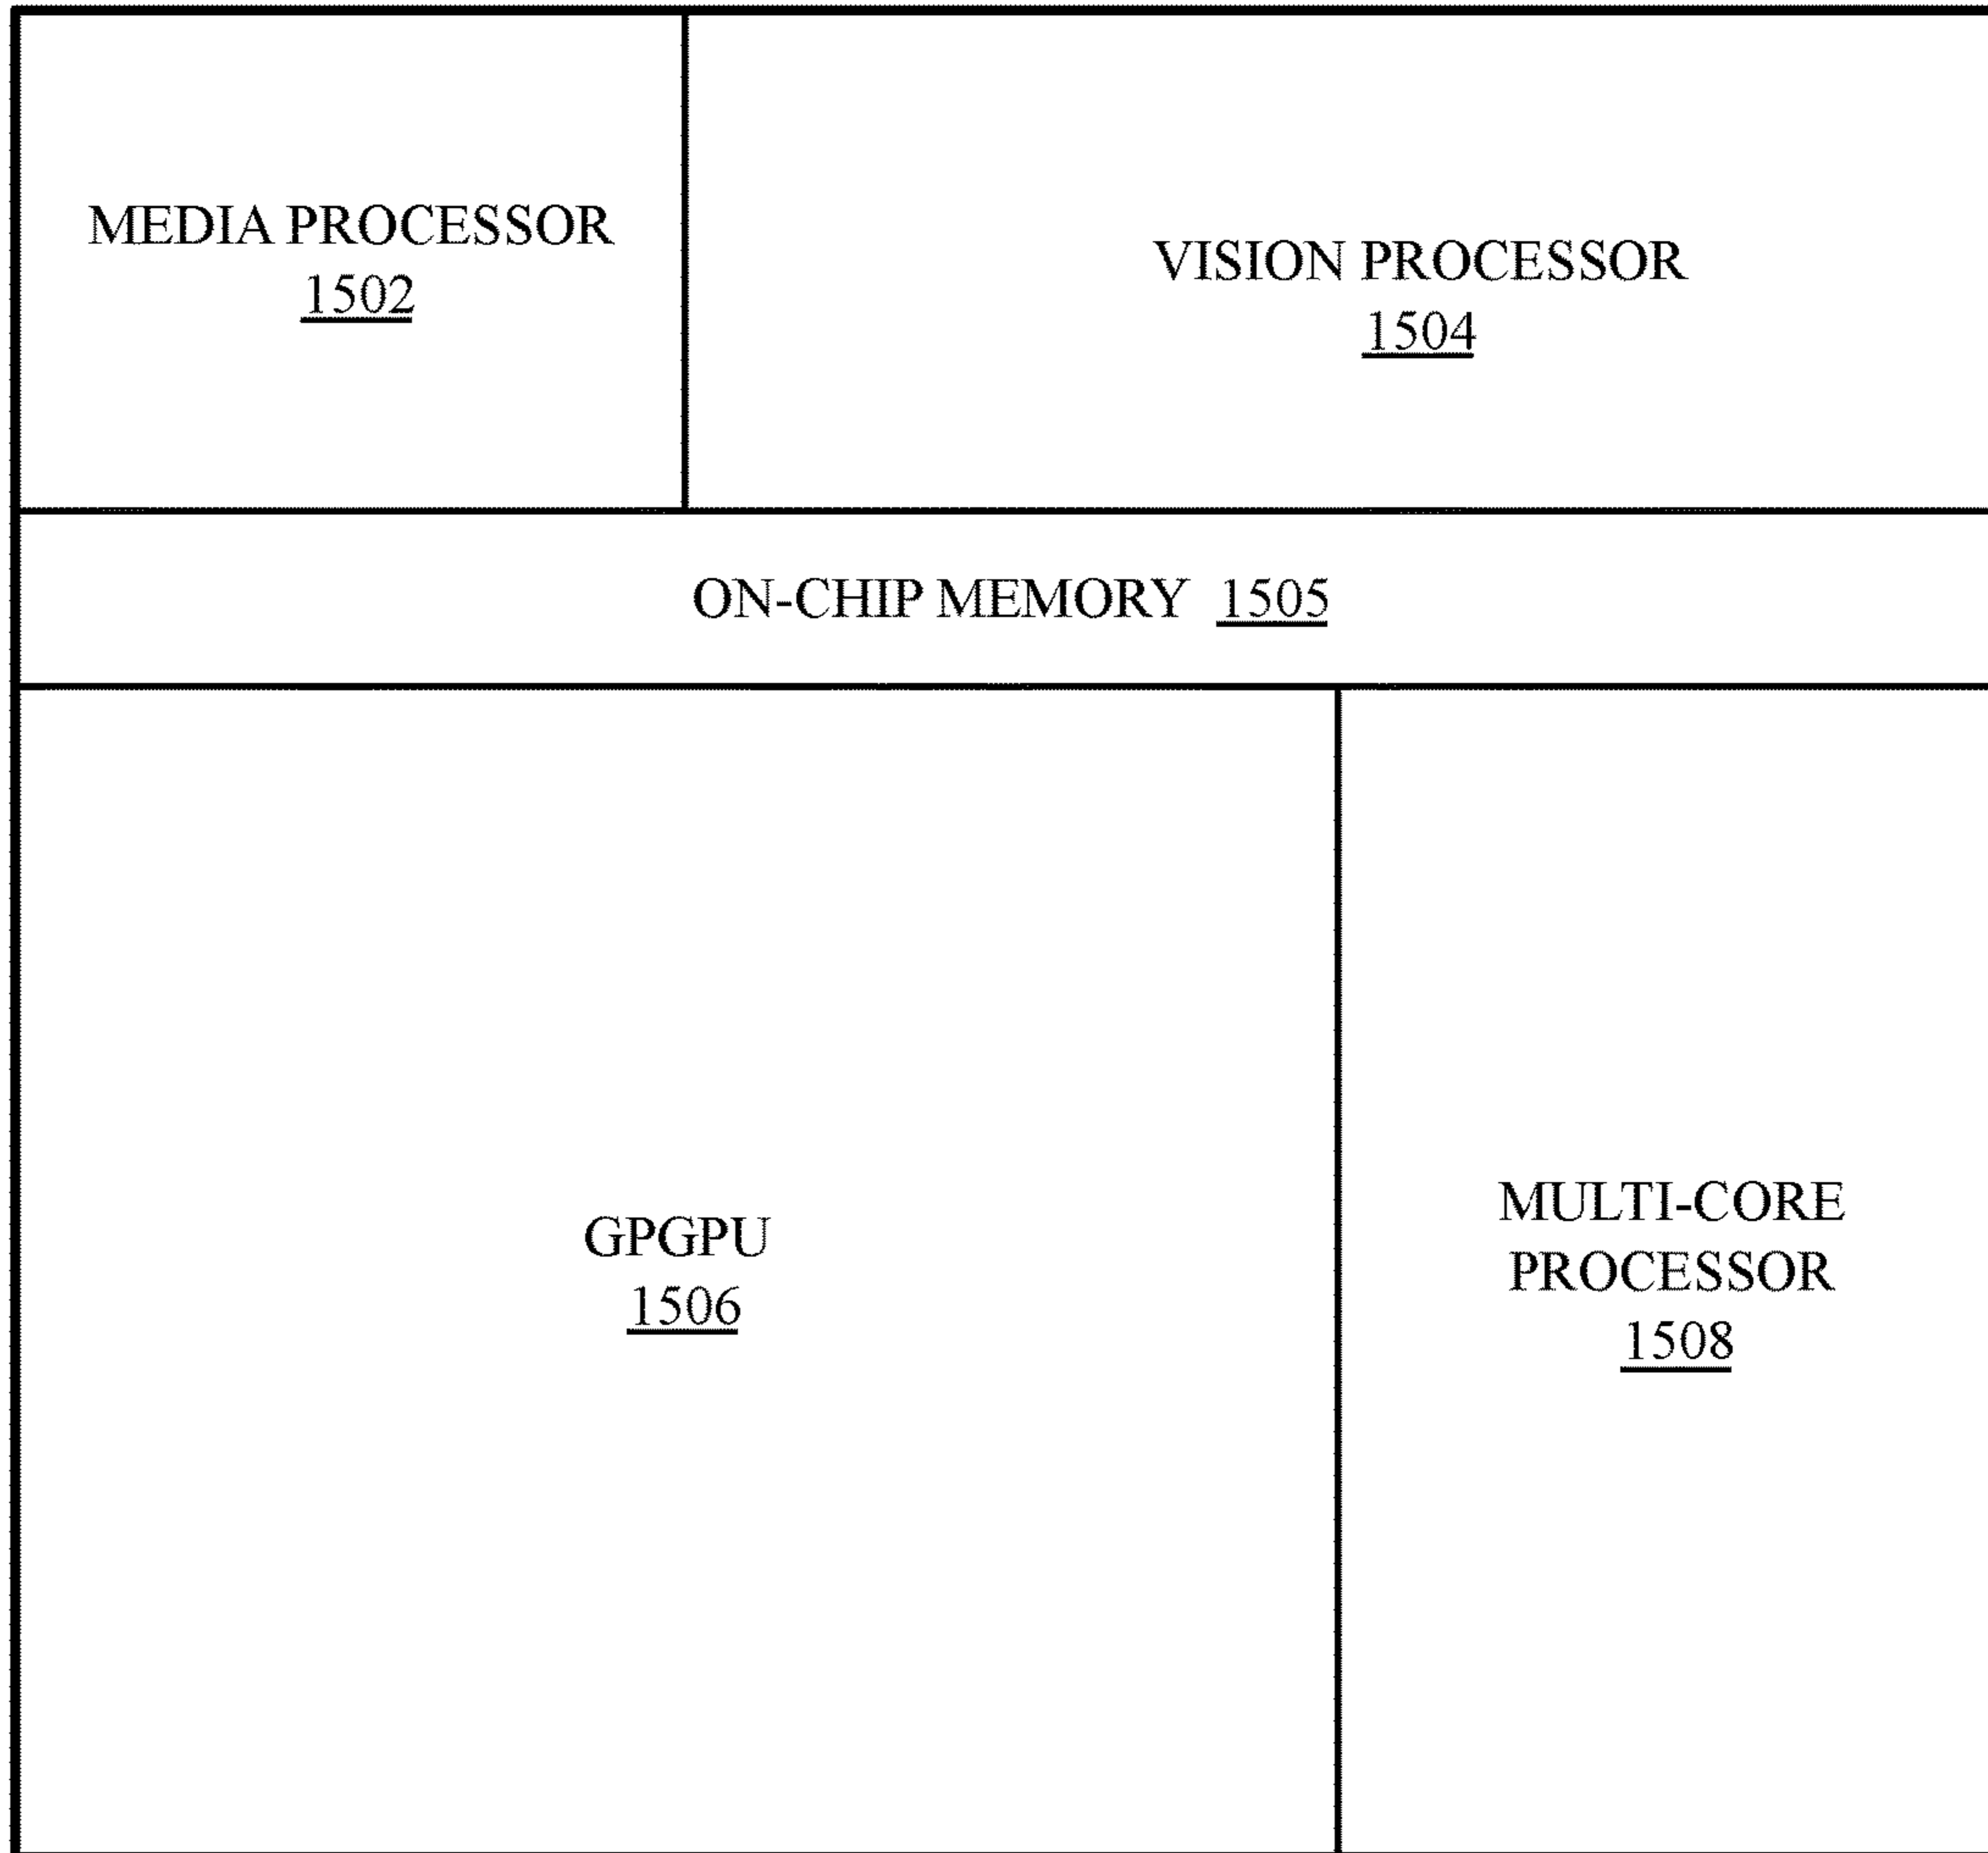 MEDIA PROCESSOR
1502
VISION PROCESSOR
1504
ON-CHIP MEMORY 1505
GPGPU
1506
MULTI-CORE
PROCESSOR
1508